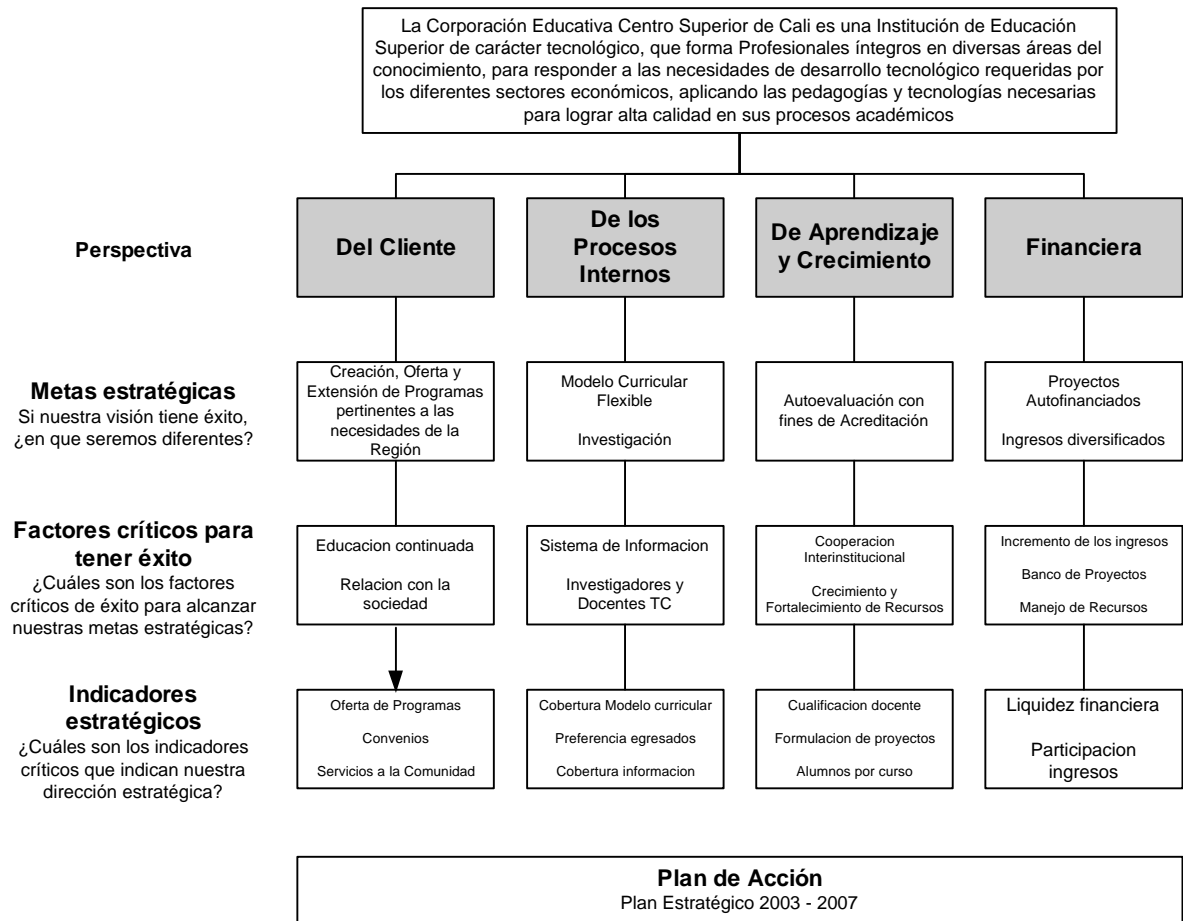 La Corporación Educativa Centro Superior de Cali es una Institución de Educación
Superior de carácter tecnológico, que forma Profesionales íntegros en diversas áreas del
conocimiento, para responder a las necesidades de desarrollo tecnológico requeridas por
los diferentes sectores económicos, aplicando las pedagogías y tecnologías necesarias
para lograr alta calidad en sus procesos académicos
Perspectiva
Del Cliente
De los
Procesos
Internos
De Aprendizaje
y Crecimiento
Financiera
Metas estratégicas
Si nuestra visión tiene éxito,
¿en que seremos diferentes?
Creación, Oferta y
Extensión de Programas
pertinentes a las
necesidades de la
Región
Modelo Curricular
Flexible
Investigación
Autoevaluación con
fines de Acreditación
Proyectos
Autofinanciados
Ingresos diversificados
Factores críticos para
tener éxito
¿Cuáles son los factores
críticos de éxito para alcanzar
nuestras metas estratégicas?
Educacion continuada
Relacion con la
sociedad
Sistema de Informacion
Investigadores y
Docentes TC
Cooperacion
Interinstitucional
Crecimiento y
Fortalecimiento de Recursos
Incremento de los ingresos
Banco de Proyectos
Manejo de Recursos
Indicadores
estratégicos
¿Cuáles son los indicadores
críticos que indican nuestra
dirección estratégica?
Oferta de Programas
Convenios
Servicios a la Comunidad
Cobertura Modelo curricular
Preferencia egresados
Cobertura informacion
Cualificacion docente
Formulacion de proyectos
Alumnos por curso
Liquidez financiera
Participacion
ingresos
Plan de Acción
Plan Estratégico 2003 - 2007